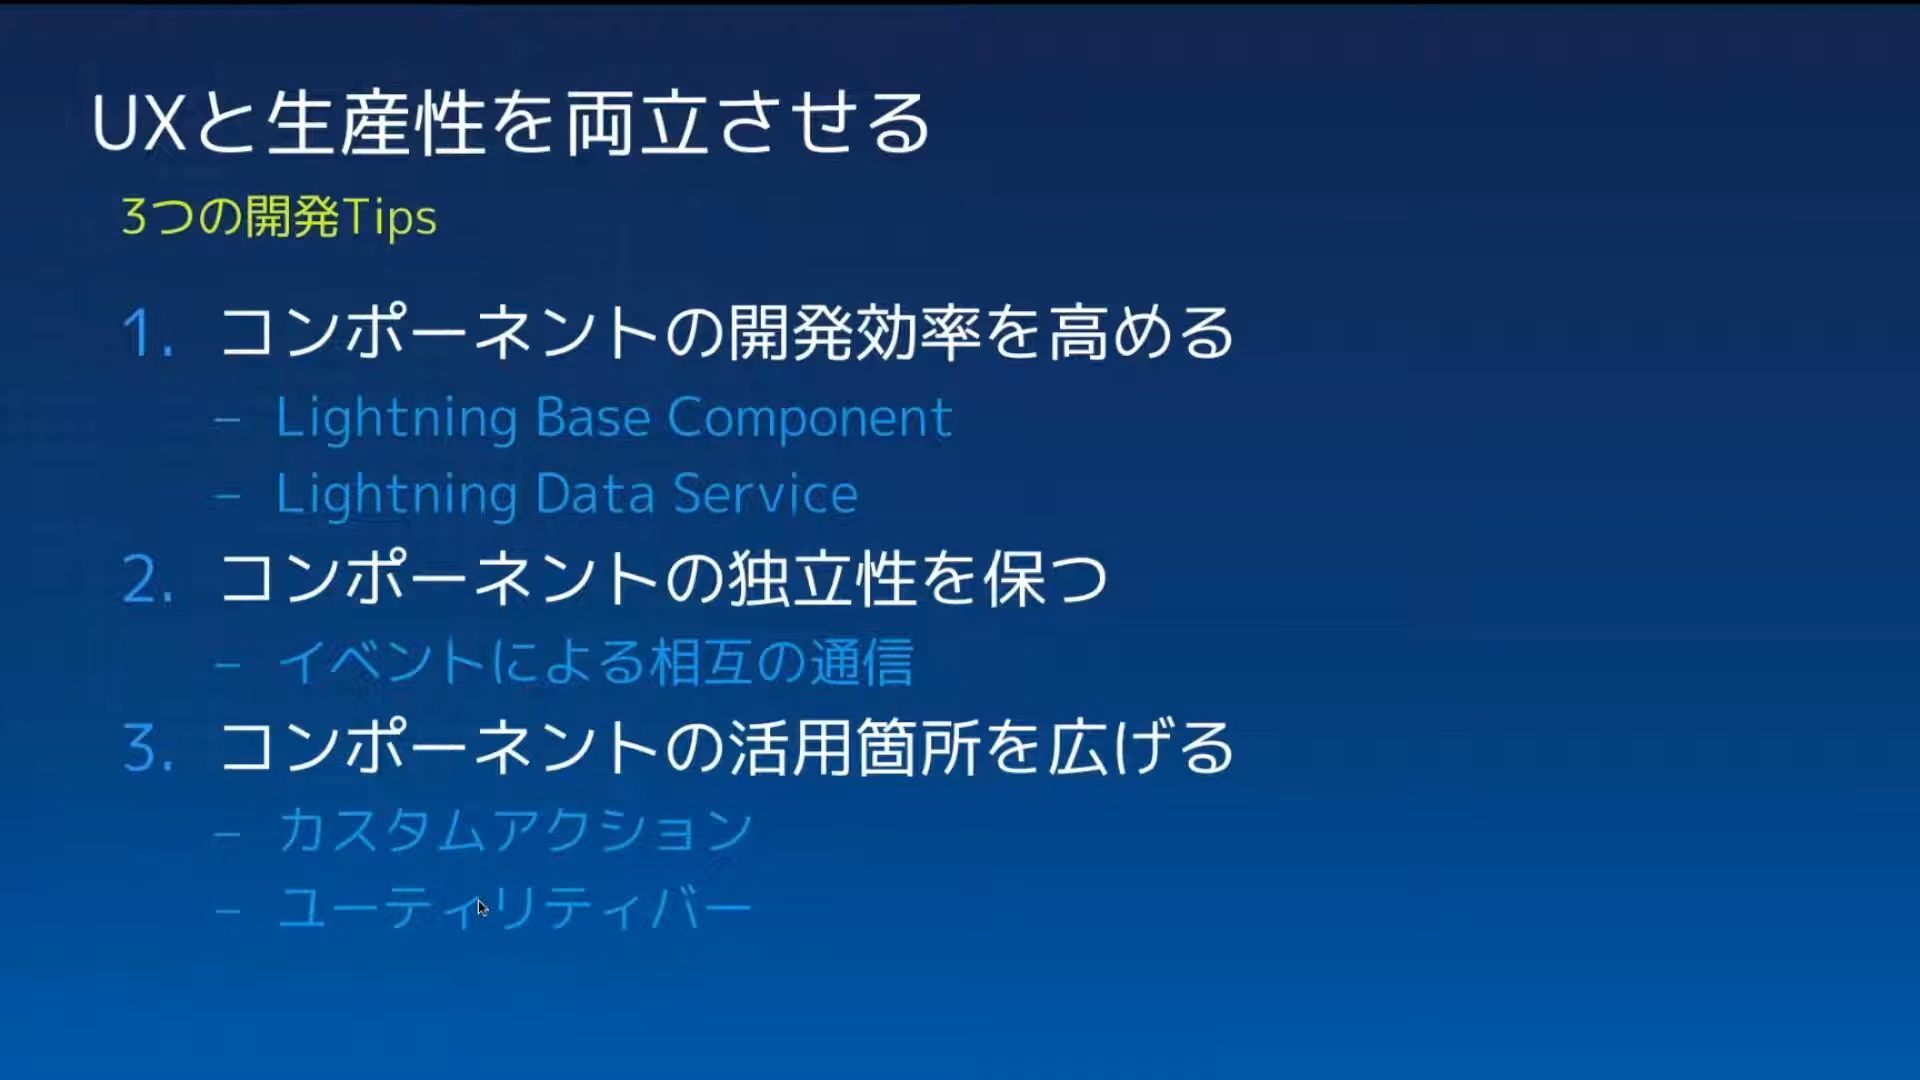 UXと生産性を両立させる
3つの開発Tips
1. コンポーネントの開発効率を高める
– Lightning Base Component
– Lightning Data Service
2. コンポーネントの独立性を保つ
– イベントによる相互の通信
3. コンポーネントの活用箇所を広げる
– カスタムアクション
– ユーティリティバー